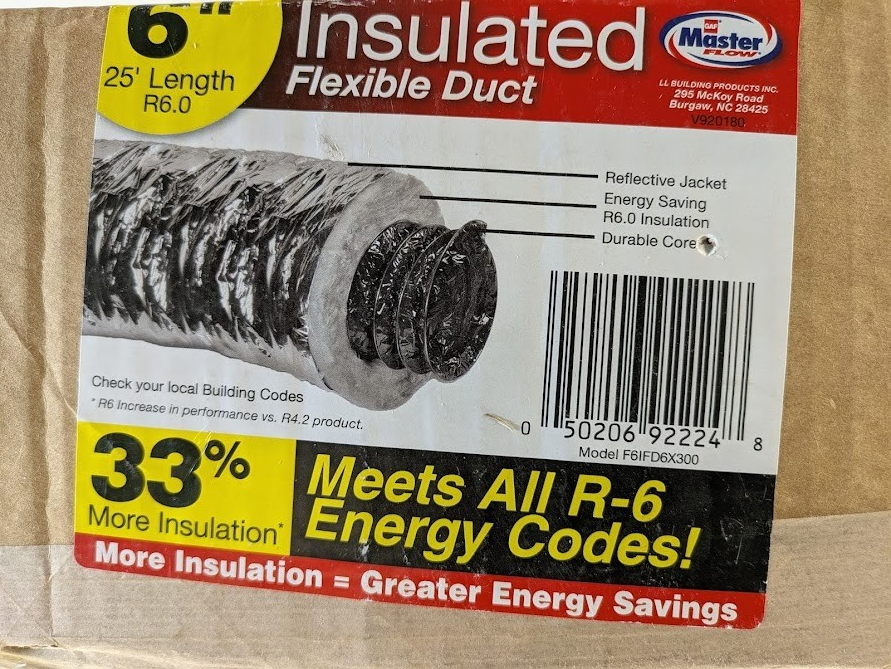 6"
25' Length
R6.0
Insulated
Flexible Duct
GAF
Master
FLOW®
LL BUILDING PRODUCTS INC.
295 McKoy Road
Burgaw, NC 28425
V920180
Reflective Jacket
Energy Saving
R6.0 Insulation
Durable Core
Check your local Building Codes
* R6 Increase in performance vs. R4.2 product.
0 50206 92224 8
Model F6IFD6X300
33%
More Insulation*
Meets All R-6
Energy Codes!
More Insulation = Greater Energy Savings